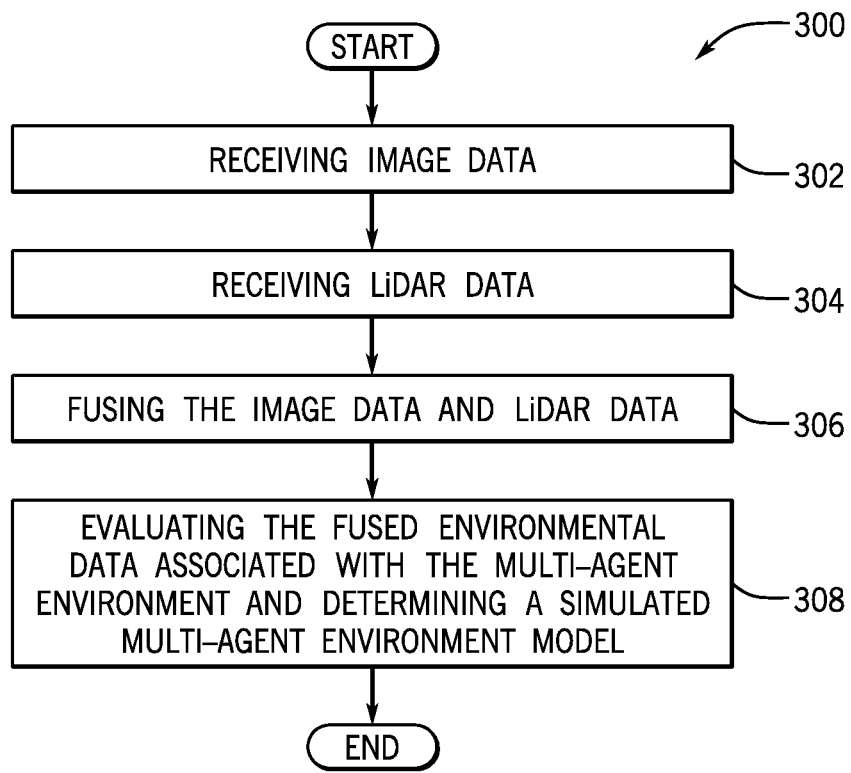 300
START
RECEIVING IMAGE DATA
302
RECEIVING LiDAR DATA
304
FUSING THE IMAGE DATA AND LiDAR DATA
306
EVALUATING THE FUSED ENVIRONMENTAL
DATA ASSOCIATED WITH THE MULTI–AGENT
ENVIRONMENT AND DETERMINING A SIMULATED
MULTI–AGENT ENVIRONMENT MODEL
308
END